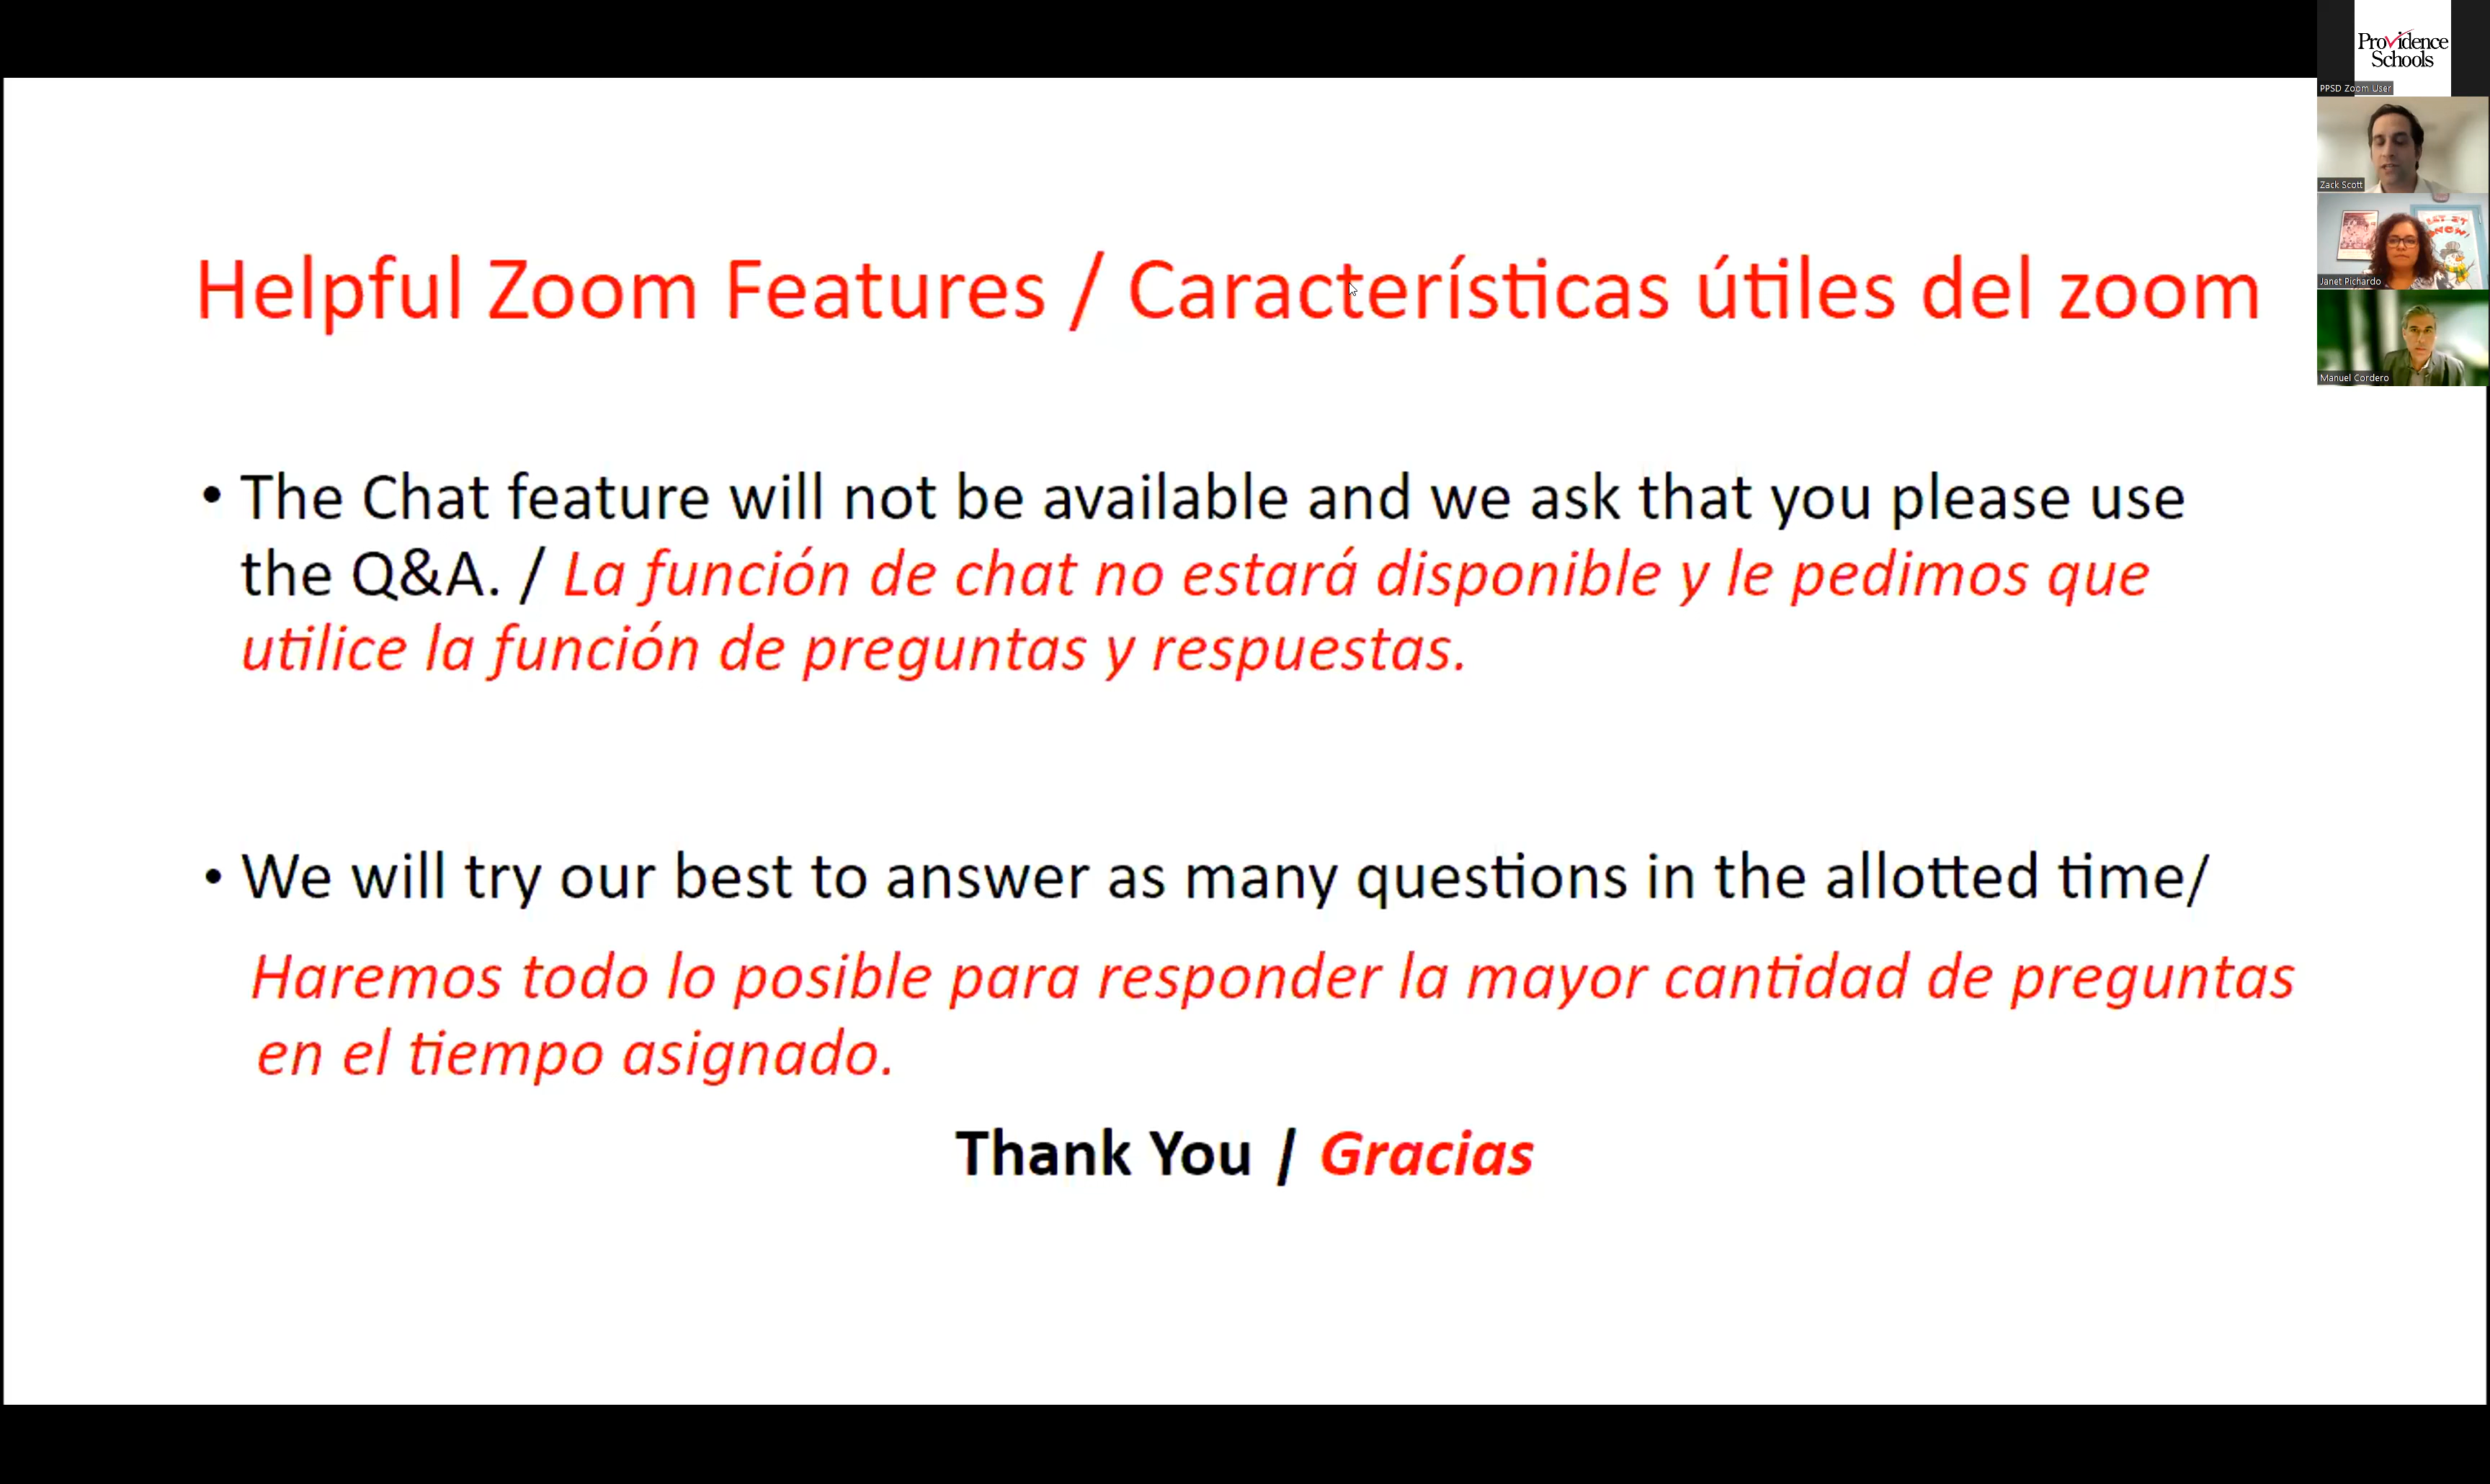 Providence
Schools
PPSD Zoom User
Zack Scott
LET IT
SNOW!
Janet Pichardo
Manuel Cordero
Helpful Zoom Features / Características útiles del zoom
• The Chat feature will not be available and we ask that you please use
the Q&A. / La función de chat no estará disponible y le pedimos que
utilice la función de preguntas y respuestas.
• We will try our best to answer as many questions in the allotted time/
Haremos todo lo posible para responder la mayor cantidad de preguntas
en el tiempo asignado.
Thank You / Gracias